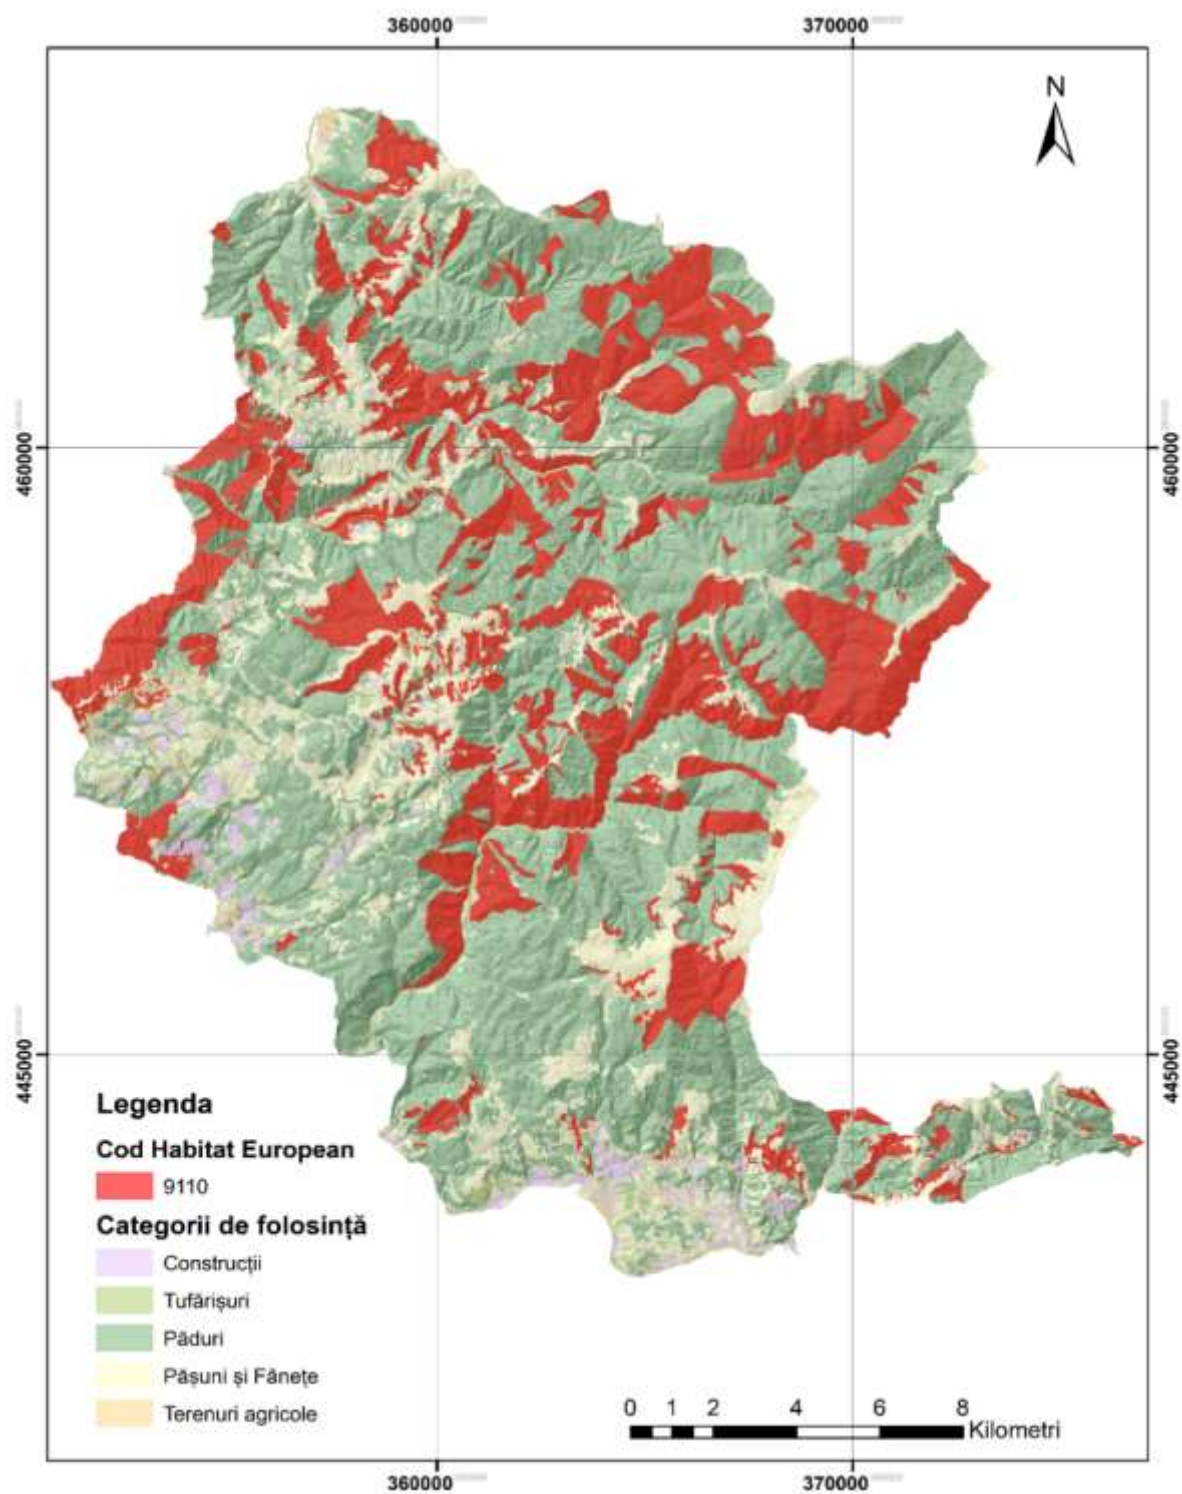 360000 370000
N
460000 460000
445000 445000
Legenda
Cod Habitat European
9110
Categorii de folosință
Construcții
Tufărișuri
Păduri
Pășuni și Fânețe
Terenuri agricole
0 1 2 4 6 8
Kilometri
360000 370000